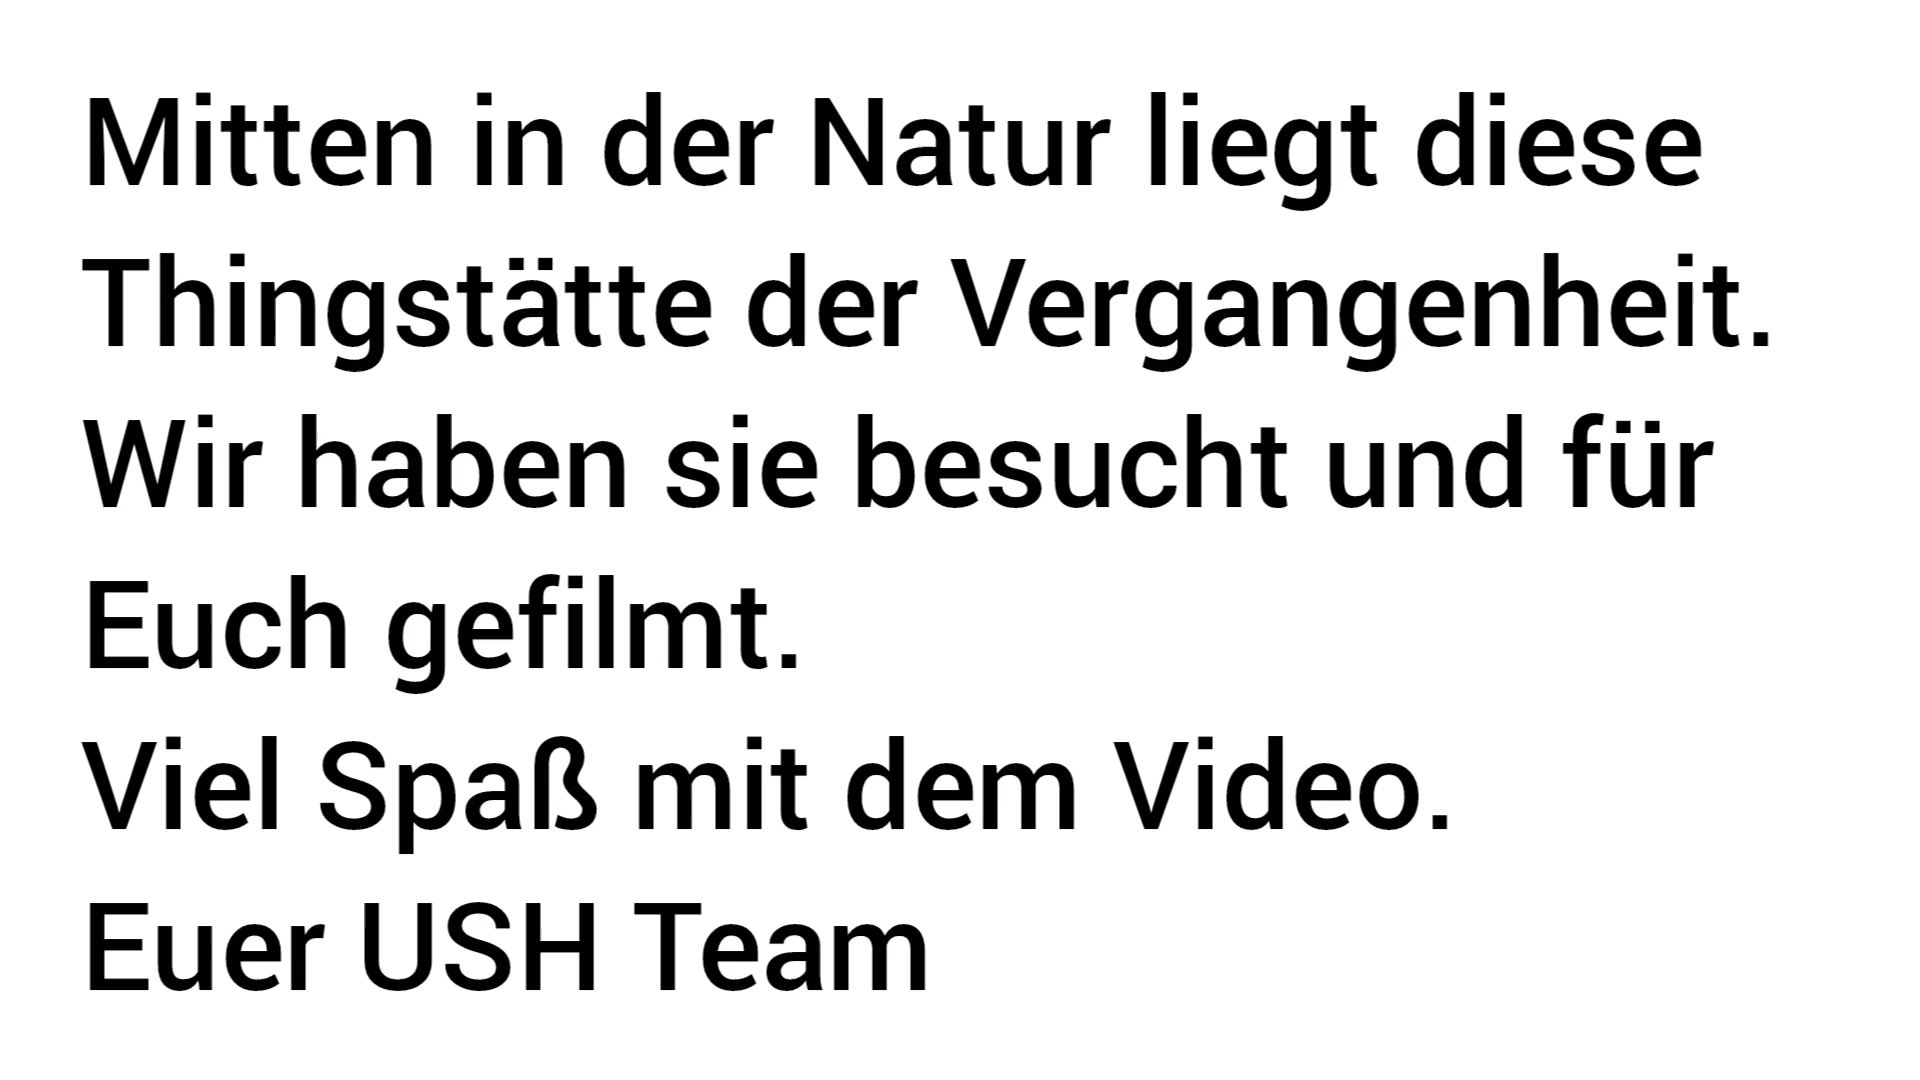 Mitten in der Natur liegt diese
Thingstätte der Vergangenheit.
Wir haben sie besucht und für
Euch gefilmt.
Viel Spaß mit dem Video.
Euer USH Team